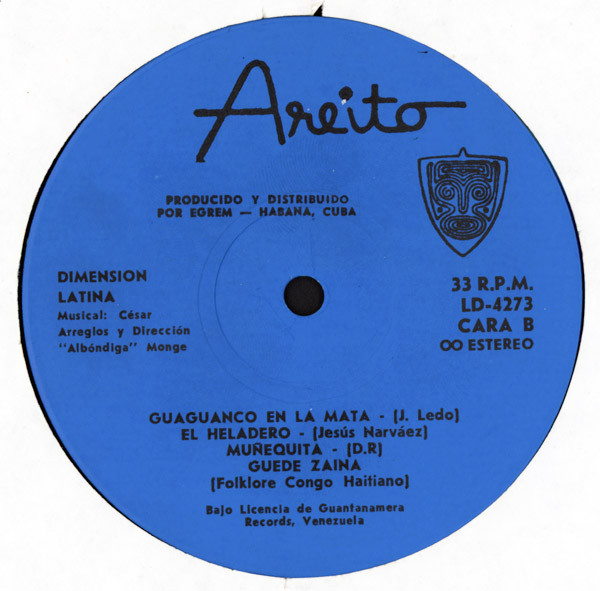 Areito
PRODUCIDO Y DISTRIBUIDO
POR EGREM — HABANA, CUBA
DIMENSION
LATINA
Musical: César
Arreglos y Dirección
"Albóndiga" Monge
33 R.P.M.
LD-4273
CARA B
OO ESTEREO
GUAGUANCO EN LA MATA - (J. Ledo)
EL HELADERO - (Jesús Narváez)
MUÑEQUITA - (D.R)
GUEDE ZAINA
(Folklore Congo Haitiano)
Bajo Licencia de Guantanamera
Records, Venezuela